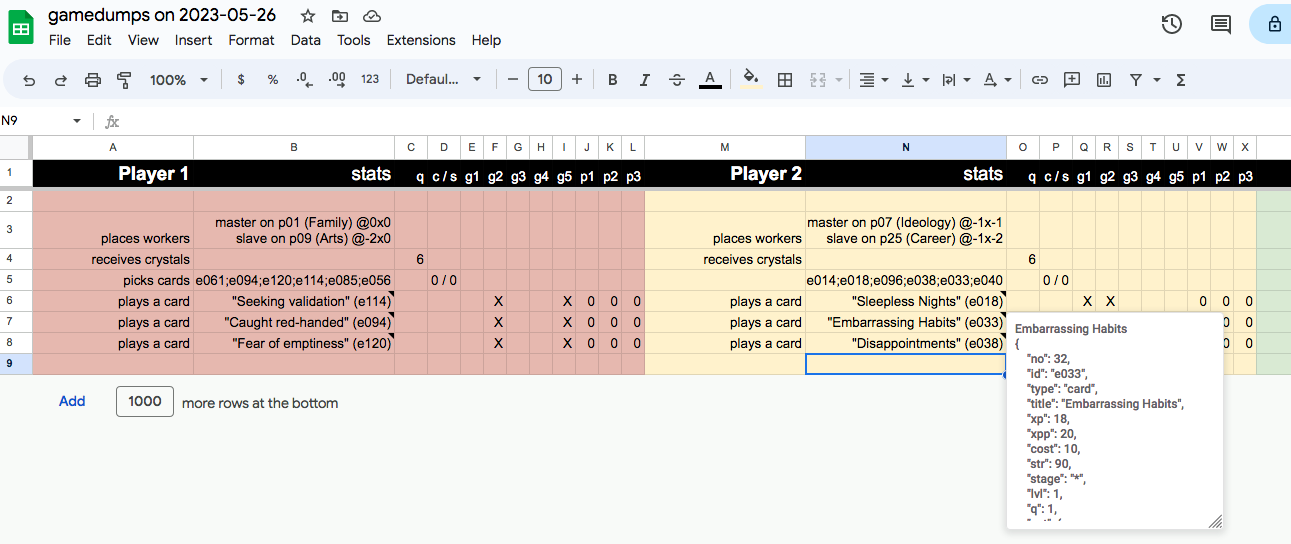 gamedumps on 2023-05-26
File Edit View Insert Format Data Tools Extensions Help
100% $ % .0 .00 123 Defaul... − 10 + B I A Σ
N9 fx
A B C D E F G H I J K L M N O P Q R S T U V W X
1 Player 1 stats q c / s g1 g2 g3 g4 g5 p1 p2 p3 Player 2 stats q c / s g1 g2 g3 g4 g5 p1 p2 p3
2
master on p01 (Family) @0x0 master on p07 (Ideology) @-1x-1
3 places workers slave on p09 (Arts) @-2x0 places workers slave on p25 (Career) @-1x-2
4 receives crystals 6 receives crystals 6
5 picks cards e061;e094;e120;e114;e085;e056 0 / 0 e014;e018;e096;e038;e033;e040 0 / 0
6 plays a card "Seeking validation" (e114) X X 0 0 0 plays a card "Sleepless Nights" (e018) X X 0 0 0
7 plays a card "Caught red-handed" (e094) X X 0 0 0 plays a card "Embarrassing Habits" (e033) 0 0
8 plays a card "Fear of emptiness" (e120) X X 0 0 0 plays a card "Disappointments" (e038) 0 0
9
Add 1000 more rows at the bottom
Embarrassing Habits
{
"no": 32,
"id": "e033",
"type": "card",
"title": "Embarrassing Habits",
"xp": 18,
"xpp": 20,
"cost": 10,
"str": 90,
"stage": "*",
"lvl": 1,
"q": 1,